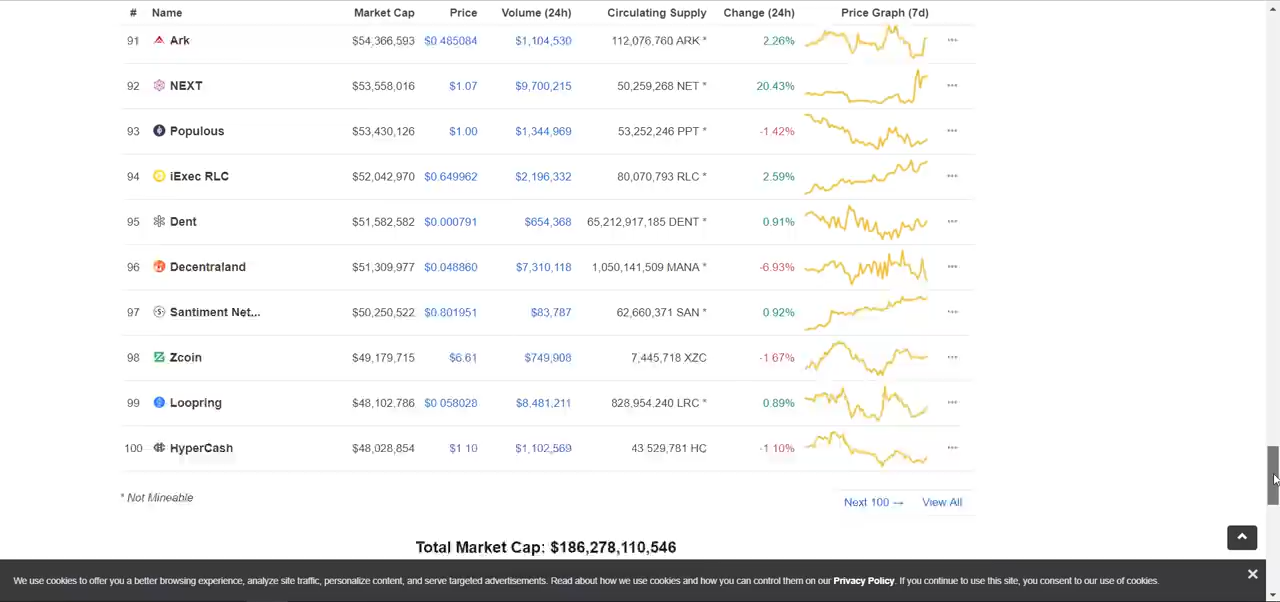 # Name Market Cap Price Volume (24h) Circulating Supply Change (24h) Price Graph (7d)
91 Ark $54,366,593 $0.485084 $1,104,530 112,076,760 ARK * 2.26%
92 NEXT $53,558,016 $1.07 $9,700,215 50,259,268 NET * 20.43%
93 Populous $53,430,126 $1.00 $1,344,969 53,252,246 PPT * -1.42%
94 iExec RLC $52,042,970 $0.649962 $2,196,332 80,070,793 RLC * 2.59%
95 Dent $51,582,582 $0.000791 $654,368 65,212,917,185 DENT * 0.91%
96 Decentraland $51,309,977 $0.048860 $7,310,118 1,050,141,509 MANA * -6.93%
97 Santiment Net... $50,250,522 $0.801951 $83,787 62,660,371 SAN * 0.92%
98 Zcoin $49,179,715 $6.61 $749,908 7,445,718 XZC -1.67%
99 Loopring $48,102,786 $0.058028 $8,481,211 828,954,240 LRC * 0.89%
100 HyperCash $48,028,854 $1.10 $1,102,569 43,529,781 HC -1.10%
* Not Mineable
Next 100 → View All
Total Market Cap: $186,278,110,546
We use cookies to offer you a better browsing experience, analyze site traffic, personalize content, and serve targeted advertisements. Read about how we use cookies and how you can control them on our Privacy Policy. If you continue to use this site, you consent to our use of cookies.